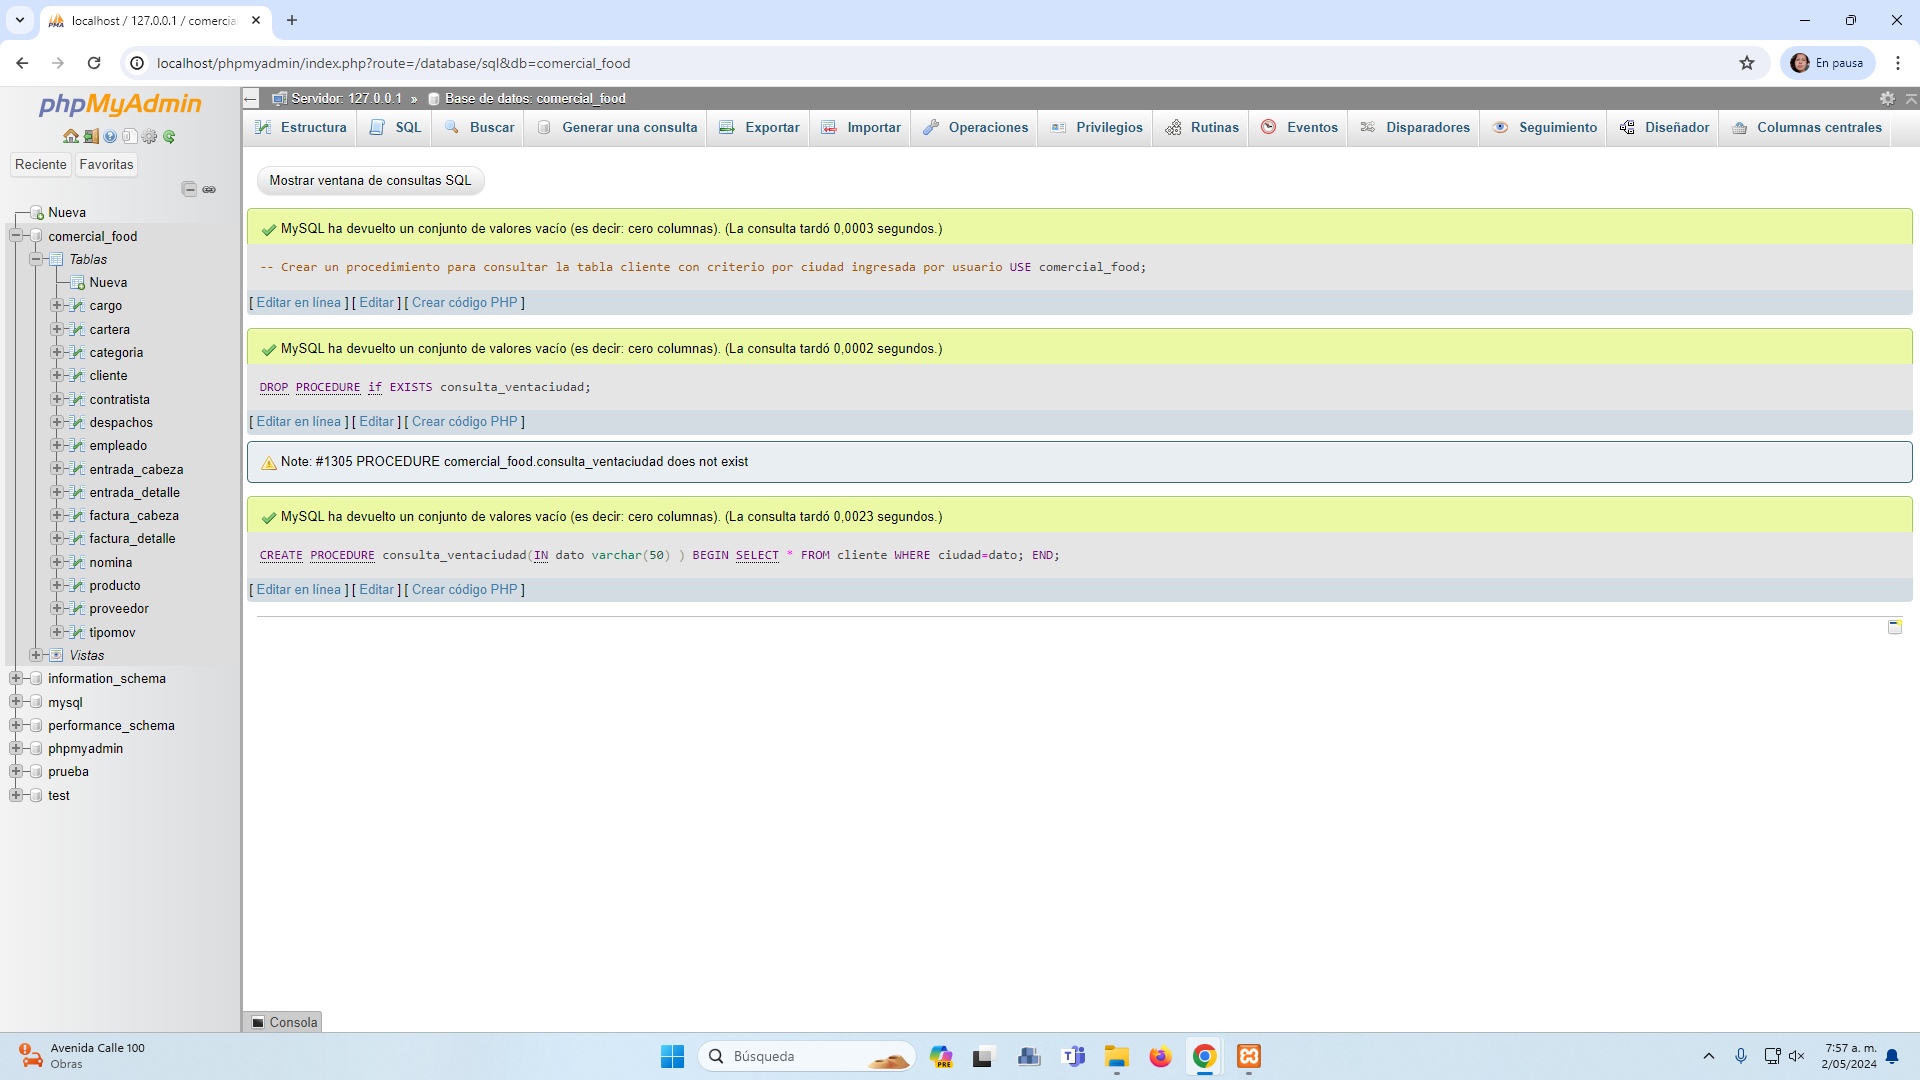 localhost / 127.0.0.1 / comercia
localhost/phpmyadmin/index.php?route=/database/sql&db=comercial_food
En pausa
phpMyAdmin
Reciente
Favoritas
Nueva
comercial_food
Tablas
Nueva
cargo
cartera
categoria
cliente
contratista
despachos
empleado
entrada_cabeza
entrada_detalle
factura_cabeza
factura_detalle
nomina
producto
proveedor
tipomov
Vistas
information_schema
mysql
performance_schema
phpmyadmin
prueba
test
Servidor: 127.0.0.1 » Base de datos: comercial_food
Estructura
SQL
Buscar
Generar una consulta
Exportar
Importar
Operaciones
Privilegios
Rutinas
Eventos
Disparadores
Seguimiento
Diseñador
Columnas centrales
Mostrar ventana de consultas SQL
MySQL ha devuelto un conjunto de valores vacío (es decir: cero columnas). (La consulta tardó 0,0003 segundos.)
-- Crear un procedimiento para consultar la tabla cliente con criterio por ciudad ingresada por usuario USE comercial_food;
[ Editar en línea ] [ Editar ] [ Crear código PHP ]
MySQL ha devuelto un conjunto de valores vacío (es decir: cero columnas). (La consulta tardó 0,0002 segundos.)
DROP PROCEDURE if EXISTS consulta_ventaciudad;
[ Editar en línea ] [ Editar ] [ Crear código PHP ]
Note: #1305 PROCEDURE comercial_food.consulta_ventaciudad does not exist
MySQL ha devuelto un conjunto de valores vacío (es decir: cero columnas). (La consulta tardó 0,0023 segundos.)
CREATE PROCEDURE consulta_ventaciudad(IN dato varchar(50) ) BEGIN SELECT * FROM cliente WHERE ciudad=dato; END;
[ Editar en línea ] [ Editar ] [ Crear código PHP ]
Consola
Avenida Calle 100
Obras
Búsqueda
PRE
7:57 a. m.
2/05/2024